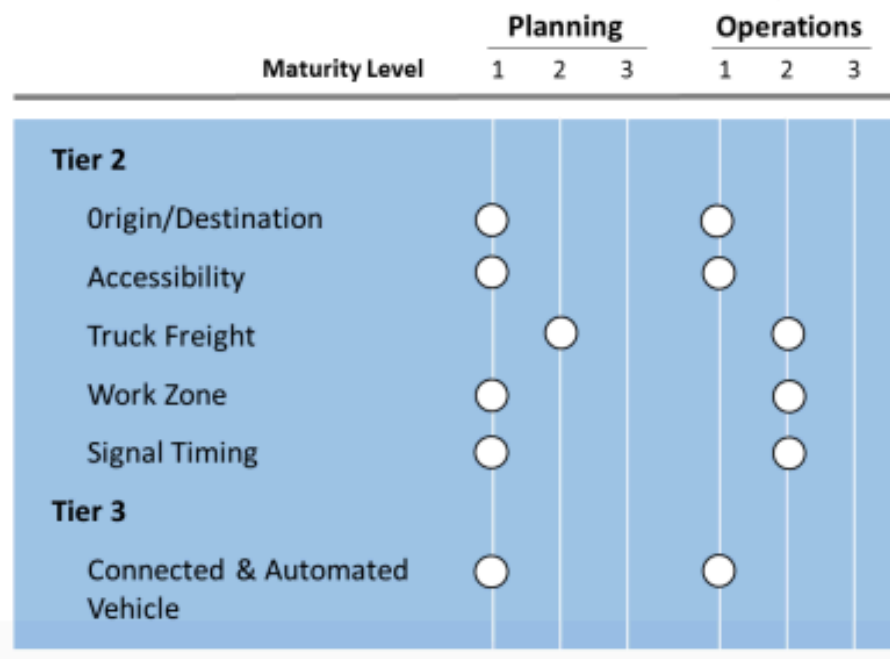 Planning Operations
Maturity Level 1 2 3 1 2 3
Tier 2
0rigin/Destination
Accessibility
Truck Freight
Work Zone
Signal Timing
Tier 3
Connected & Automated
Vehicle